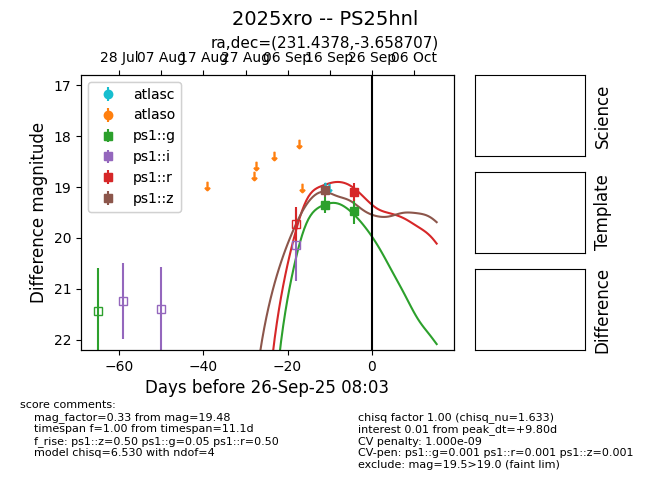 2025xro -- PS25hnl
ra,dec=(231.4378,-3.658707)
28 Jul 07 Aug 17 Aug 27 Aug 06 Sep 16 Sep 26 Sep 06 Oct
Difference magnitude
17
18
19
20
21
22
atlasc
atlaso
ps1::g
ps1::i
ps1::r
ps1::z
−60 −40 −20 0
Days before 26-Sep-25 08:03
Science
Template
Difference
score comments:
mag_factor=0.33 from mag=19.48
timespan f=1.00 from timespan=11.1d
f_rise: ps1::z=0.50 ps1::g=0.05 ps1::r=0.50
model chisq=6.530 with ndof=4
chisq factor 1.00 (chisq_nu=1.633)
interest 0.01 from peak_dt=+9.80d
CV penalty: 1.000e-09
CV-pen: ps1::g=0.001 ps1::r=0.001 ps1::z=0.001
exclude: mag=19.5>19.0 (faint lim)